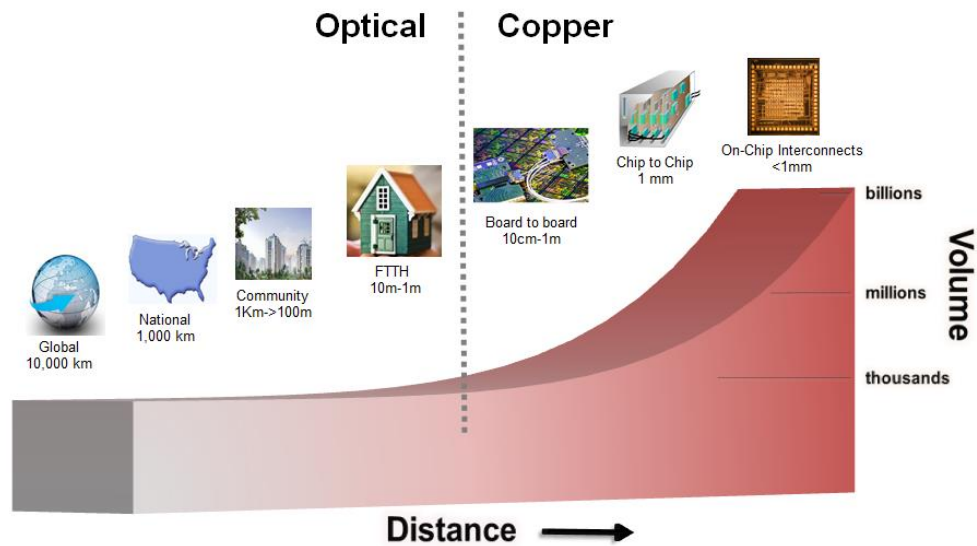 Optical
Copper
Global
10,000 km
National
1,000 km
Community
1Km->100m
FTTH
10m-1m
Board to board
10cm-1m
Chip to Chip
1 mm
On-Chip Interconnects
<1mm
billions
millions
thousands
Volume
Distance